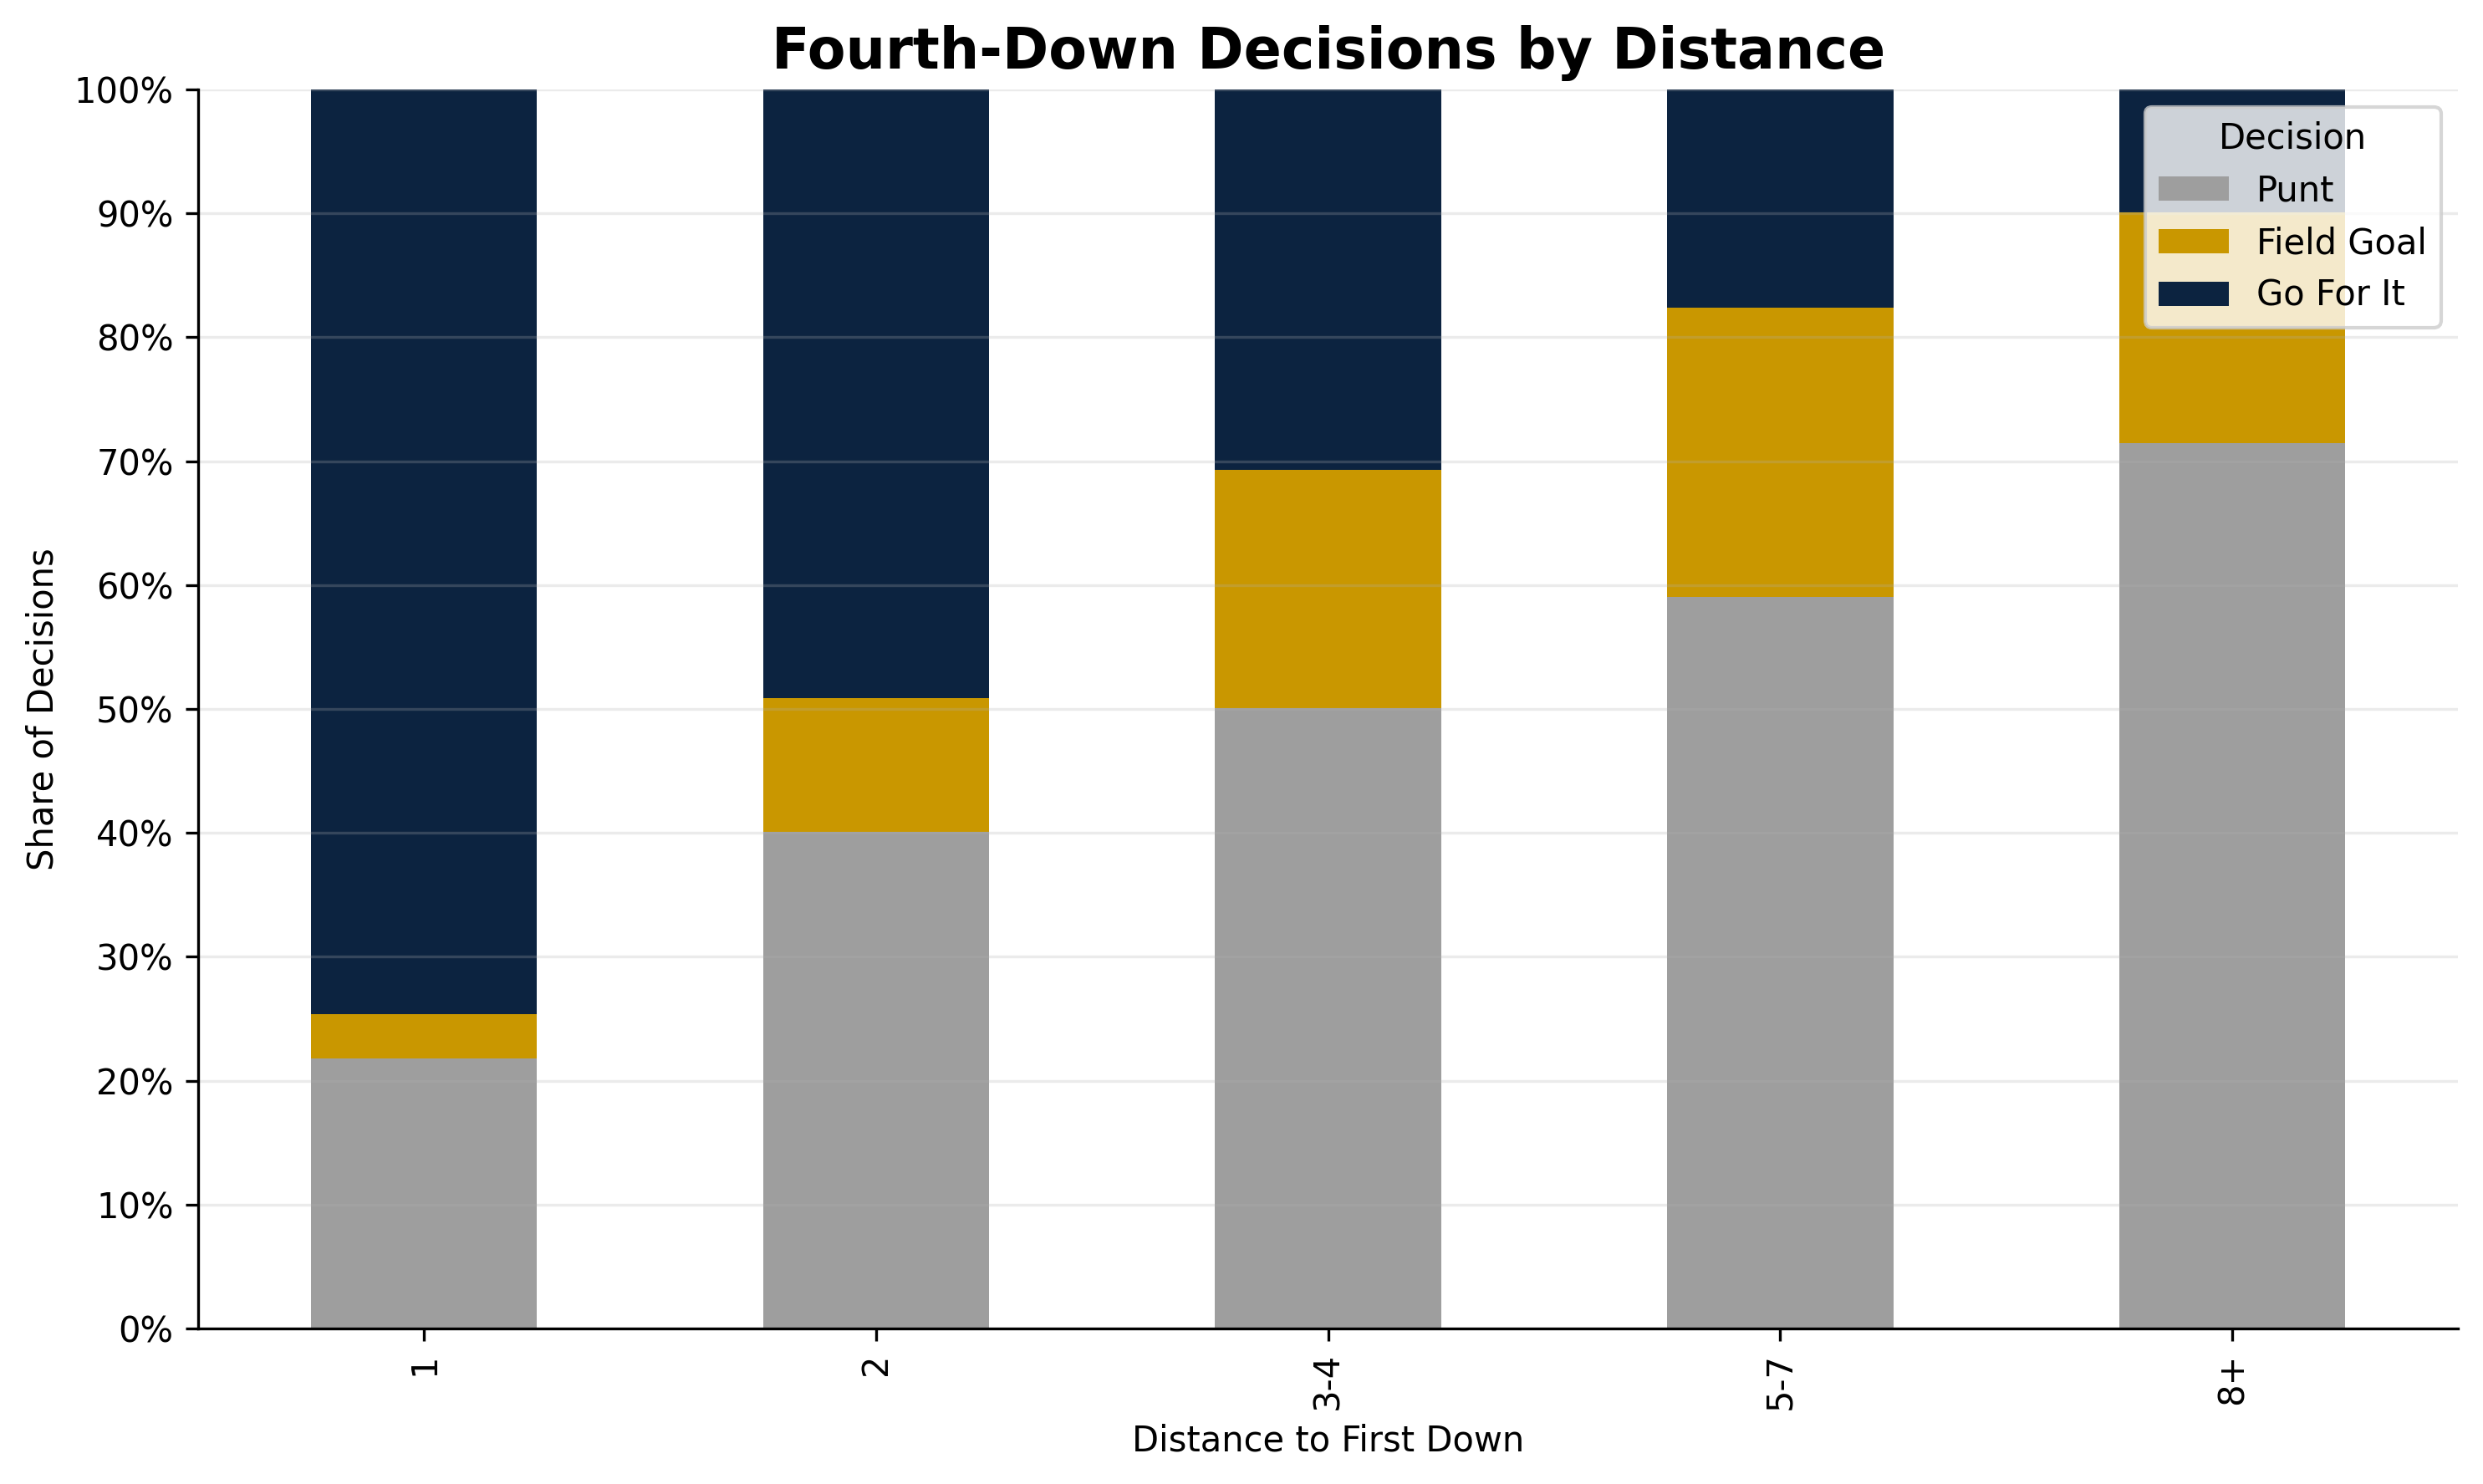 Fourth-Down Decisions by Distance
100%
90%
80%
70%
60%
50%
40%
30%
20%
10%
0%
Share of Decisions
Decision
Punt
Field Goal
Go For It
1
2
3-4
5-7
8+
Distance to First Down